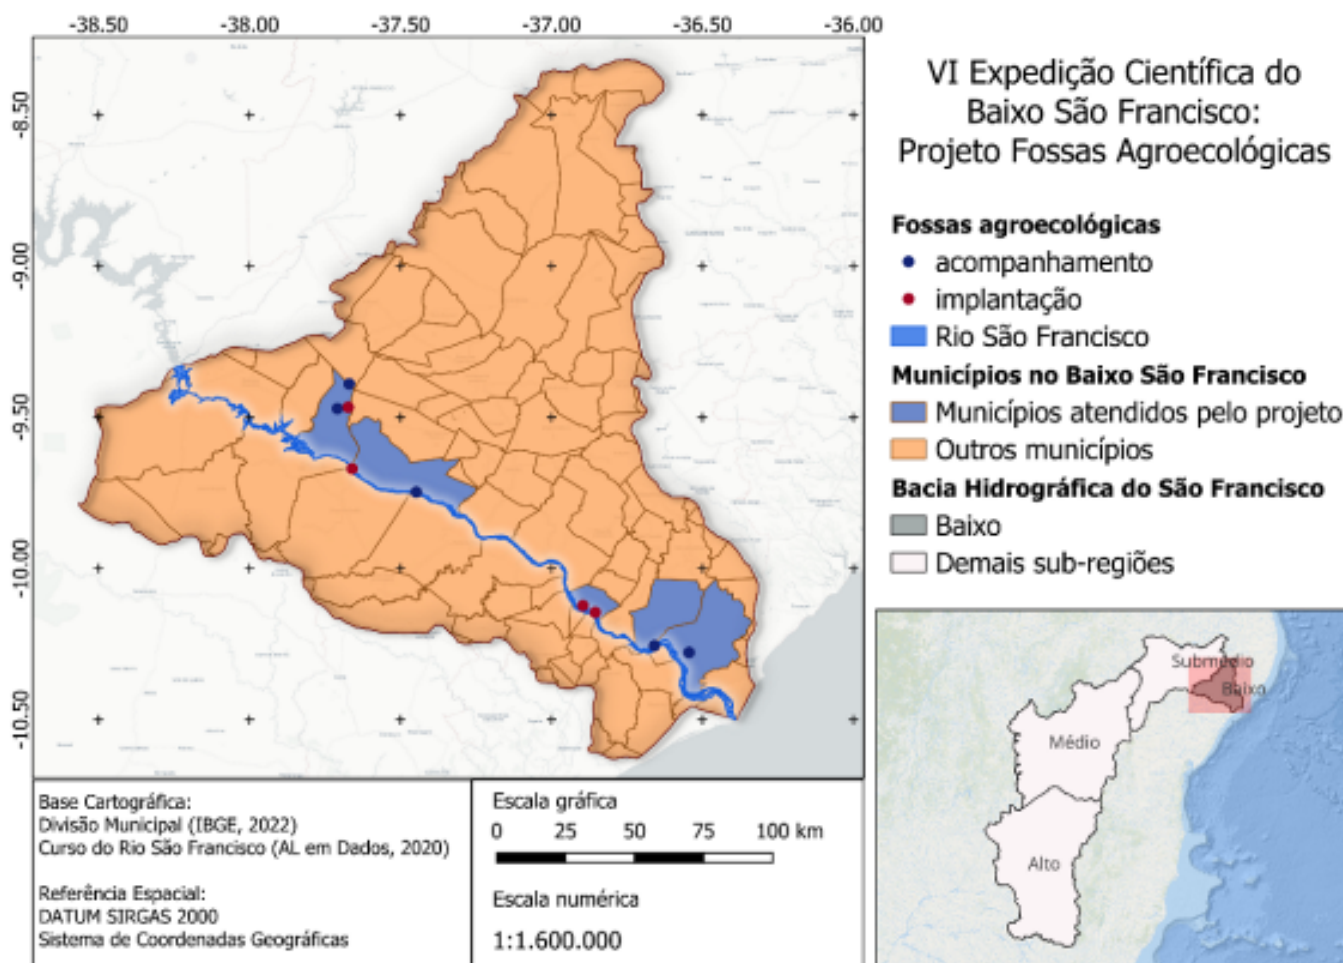 -38.50
-38.00
-37.50
-37.00
-36.50
-36.00
-8.50
-9.00
-9.50
-10.00
-10.50
VI Expedição Científica do
Baixo São Francisco:
Projeto Fossas Agroecológicas
Fossas agroecológicas
acompanhamento
implantação
Rio São Francisco
Municípios no Baixo São Francisco
Municípios atendidos pelo projeto
Outros municípios
Bacia Hidrográfica do São Francisco
Baixo
Demais sub-regiões
Submédio
Baixo
Médio
Alto
Base Cartográfica:
Divisão Municipal (IBGE, 2022)
Curso do Rio São Francisco (AL em Dados, 2020)
Referência Espacial:
DATUM SIRGAS 2000
Sistema de Coordenadas Geográficas
Escala gráfica
0 25 50 75 100 km
Escala numérica
1:1.600.000